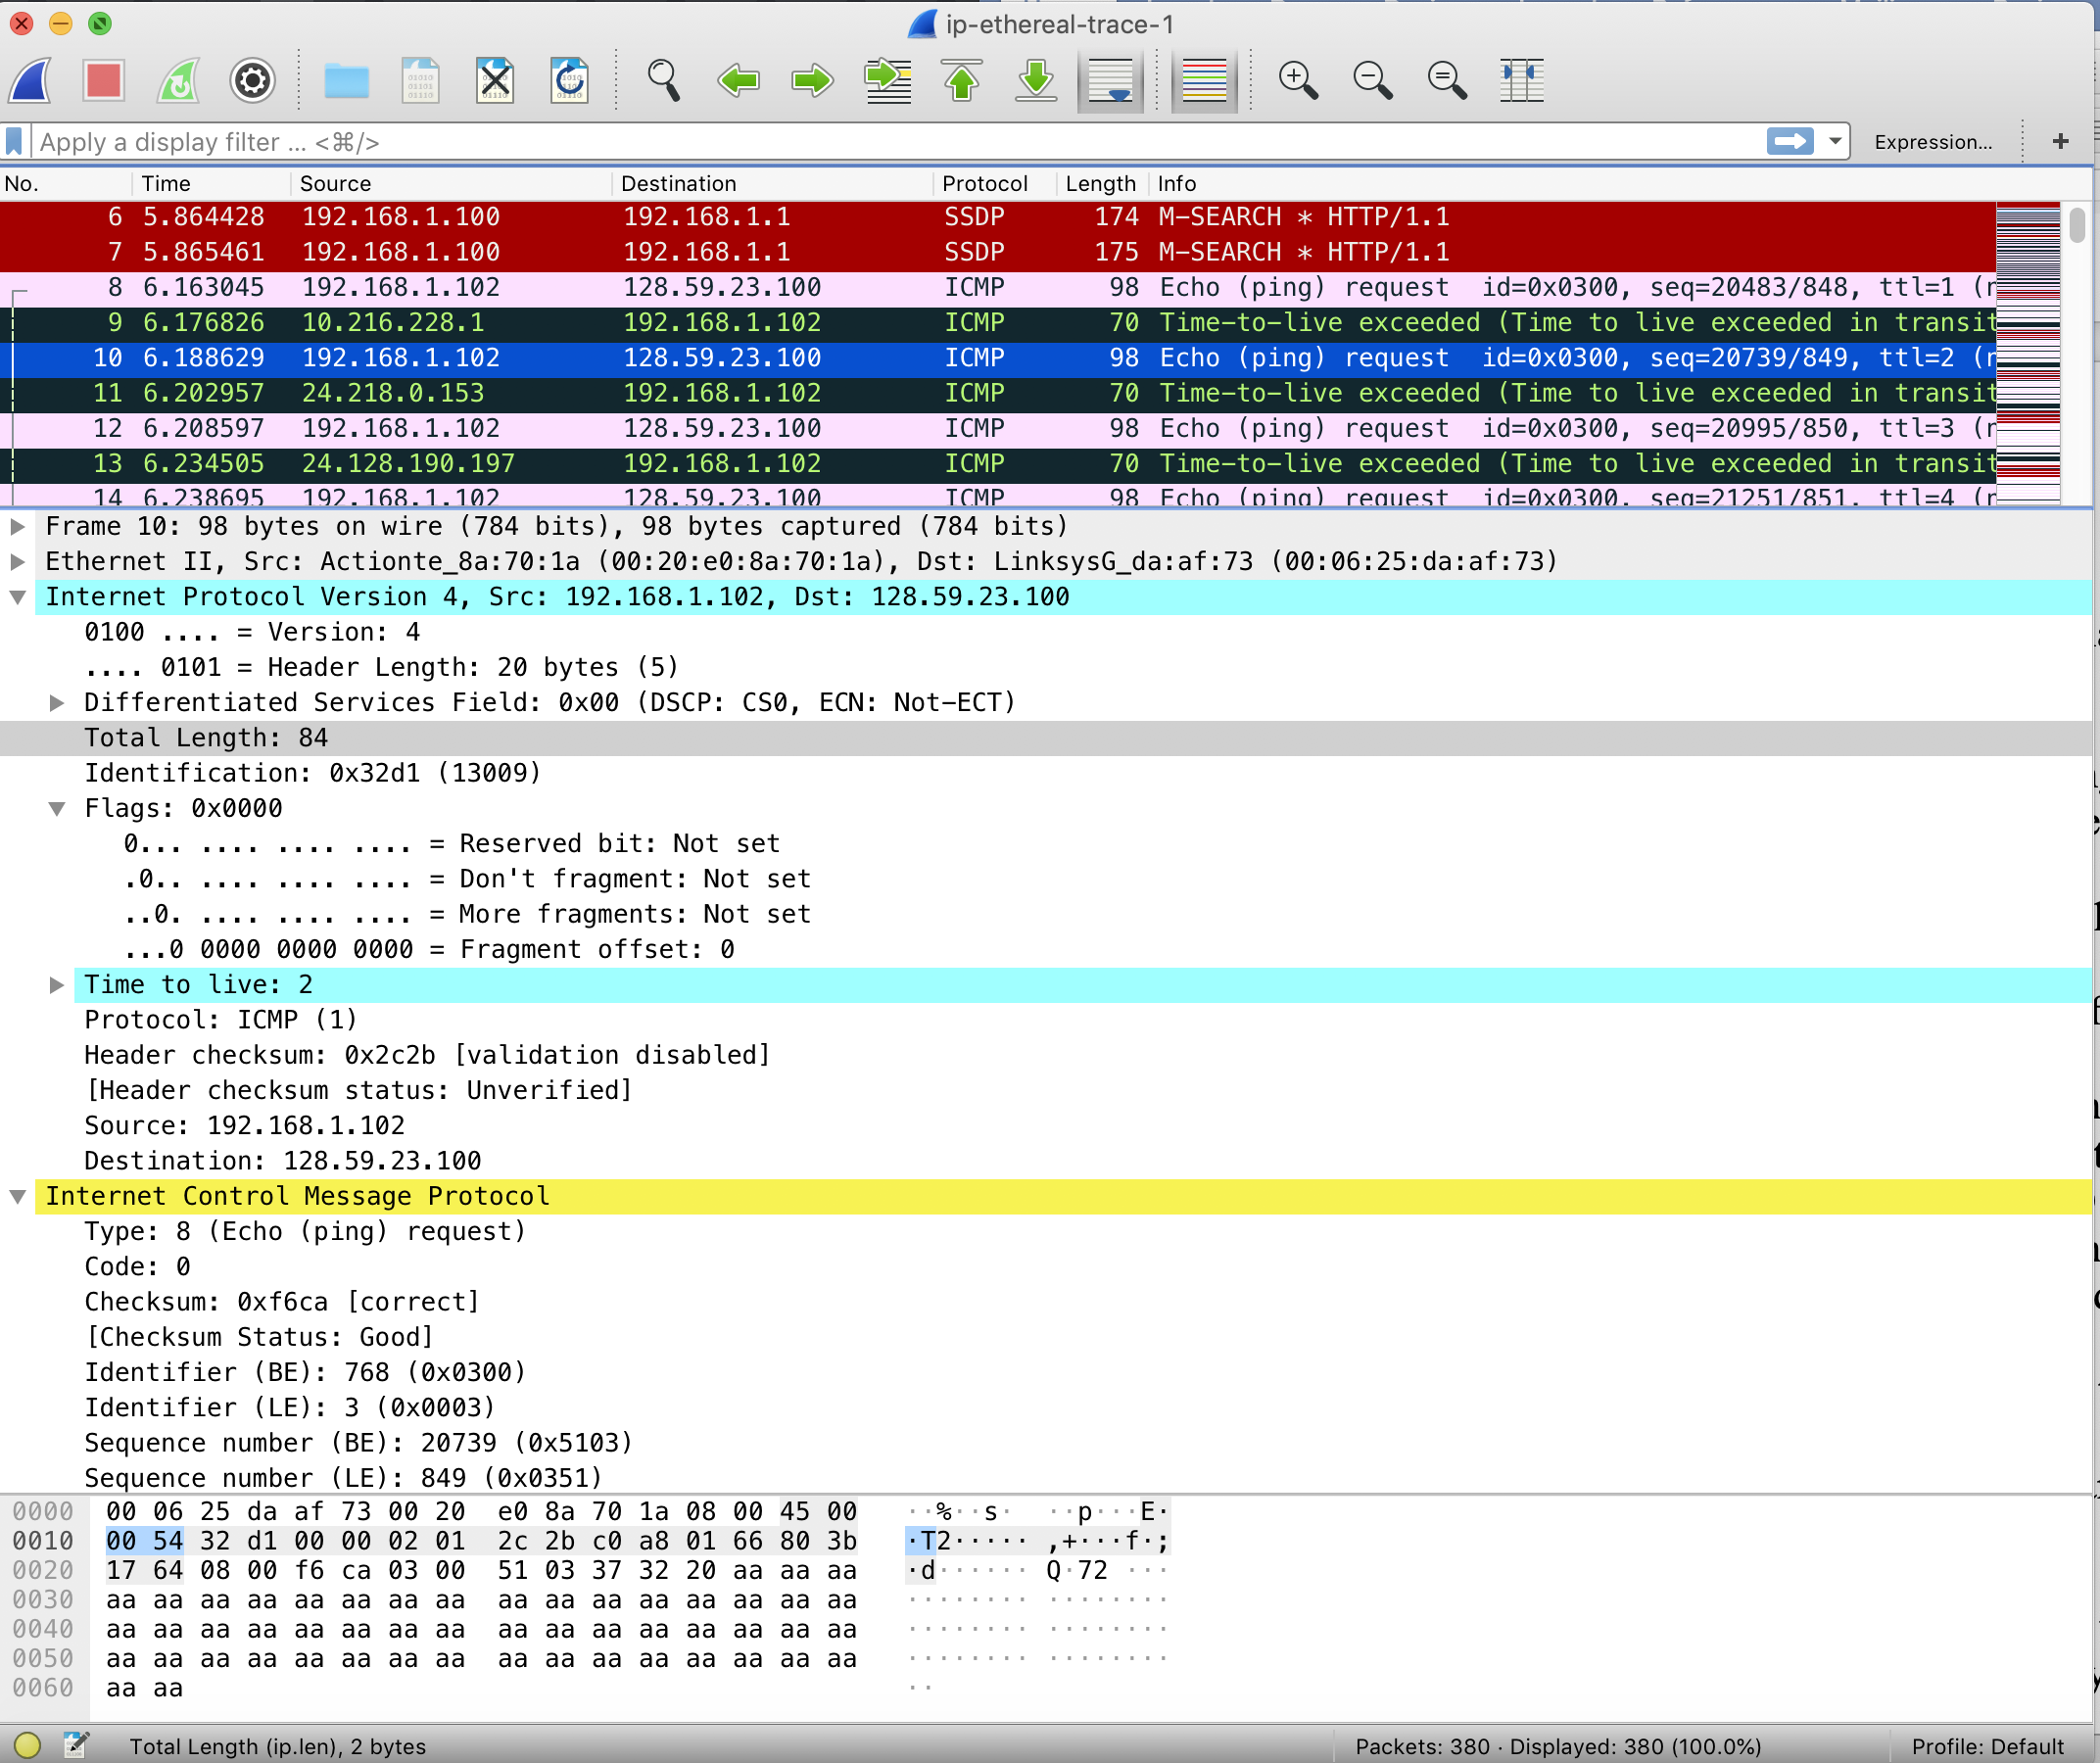 ip-ethereal-trace-1
Apply a display filter ... <⌘/>
Expression...
+
No. Time Source Destination Protocol Length Info
6 5.864428 192.168.1.100 192.168.1.1 SSDP 174 M-SEARCH * HTTP/1.1
7 5.865461 192.168.1.100 192.168.1.1 SSDP 175 M-SEARCH * HTTP/1.1
8 6.163045 192.168.1.102 128.59.23.100 ICMP 98 Echo (ping) request id=0x0300, seq=20483/848, ttl=1 (r
9 6.176826 10.216.228.1 192.168.1.102 ICMP 70 Time-to-live exceeded (Time to live exceeded in transit
10 6.188629 192.168.1.102 128.59.23.100 ICMP 98 Echo (ping) request id=0x0300, seq=20739/849, ttl=2 (r
11 6.202957 24.218.0.153 192.168.1.102 ICMP 70 Time-to-live exceeded (Time to live exceeded in transit
12 6.208597 192.168.1.102 128.59.23.100 ICMP 98 Echo (ping) request id=0x0300, seq=20995/850, ttl=3 (r
13 6.234505 24.128.190.197 192.168.1.102 ICMP 70 Time-to-live exceeded (Time to live exceeded in transit
14 6.238695 192.168.1.102 128.59.23.100 ICMP 98 Echo (ping) request id=0x0300, seq=21251/851, ttl=4 (r
Frame 10: 98 bytes on wire (784 bits), 98 bytes captured (784 bits)
Ethernet II, Src: Actionte_8a:70:1a (00:20:e0:8a:70:1a), Dst: LinksysG_da:af:73 (00:06:25:da:af:73)
Internet Protocol Version 4, Src: 192.168.1.102, Dst: 128.59.23.100
0100 .... = Version: 4
.... 0101 = Header Length: 20 bytes (5)
Differentiated Services Field: 0x00 (DSCP: CS0, ECN: Not-ECT)
Total Length: 84
Identification: 0x32d1 (13009)
Flags: 0x0000
0... .... .... .... = Reserved bit: Not set
.0.. .... .... .... = Don't fragment: Not set
..0. .... .... .... = More fragments: Not set
...0 0000 0000 0000 = Fragment offset: 0
Time to live: 2
Protocol: ICMP (1)
Header checksum: 0x2c2b [validation disabled]
[Header checksum status: Unverified]
Source: 192.168.1.102
Destination: 128.59.23.100
Internet Control Message Protocol
Type: 8 (Echo (ping) request)
Code: 0
Checksum: 0xf6ca [correct]
[Checksum Status: Good]
Identifier (BE): 768 (0x0300)
Identifier (LE): 3 (0x0003)
Sequence number (BE): 20739 (0x5103)
Sequence number (LE): 849 (0x0351)
0000 00 06 25 da af 73 00 20 e0 8a 70 1a 08 00 45 00 ··%··s· ··p···E·
0010 00 54 32 d1 00 00 02 01 2c 2b c0 a8 01 66 80 3b ·T2····· ,+···f·;
0020 17 64 08 00 f6 ca 03 00 51 03 37 32 20 aa aa aa ·d······ Q·72 ···
0030 aa aa aa aa aa aa aa aa aa aa aa aa aa aa aa aa ········ ········
0040 aa aa aa aa aa aa aa aa aa aa aa aa aa aa aa aa ········ ········
0050 aa aa aa aa aa aa aa aa aa aa aa aa aa aa aa aa ········ ········
0060 aa aa ··
Total Length (ip.len), 2 bytes
Packets: 380 · Displayed: 380 (100.0%)
Profile: Default